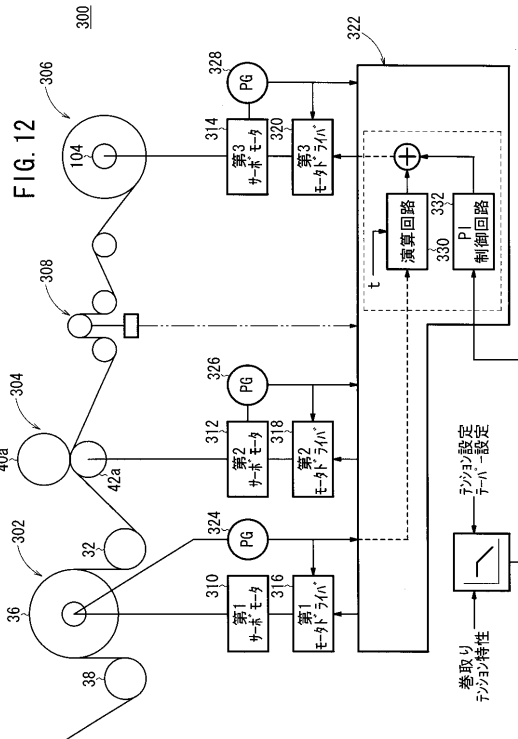 FIG. 12
300
306
104
308
304
40a
42a
302
36
32
38
328
PG
314
第3
サーボモータ
320
第3
モータドライバ
326
PG
312
第2
サーボモータ
318
第2
モータドライバ
324
PG
310
第1
サーボモータ
316
第1
モータドライバ
322
t
演算回路
330
PI
制御回路
332
テンション設定
テーパー設定
巻取り
テンション特性